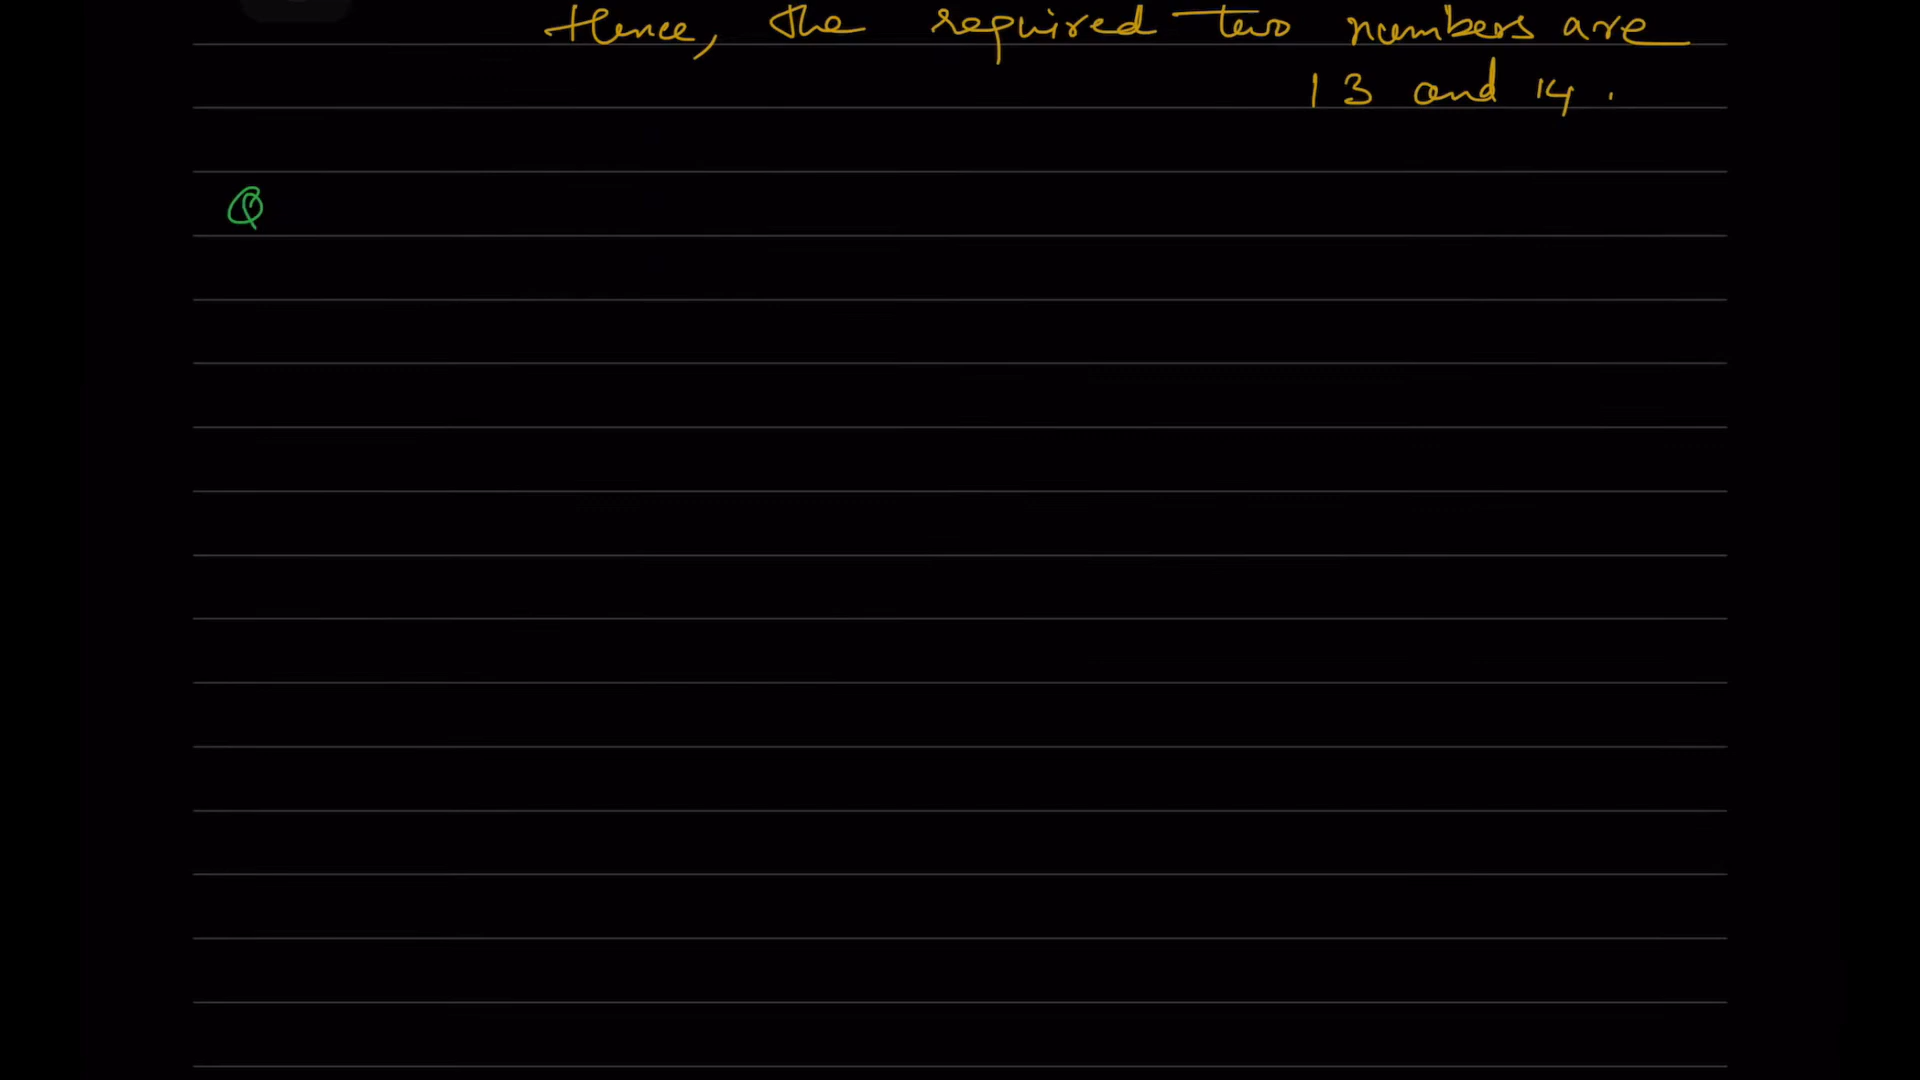 Hence, the required two numbers are
13 and 14.
Q